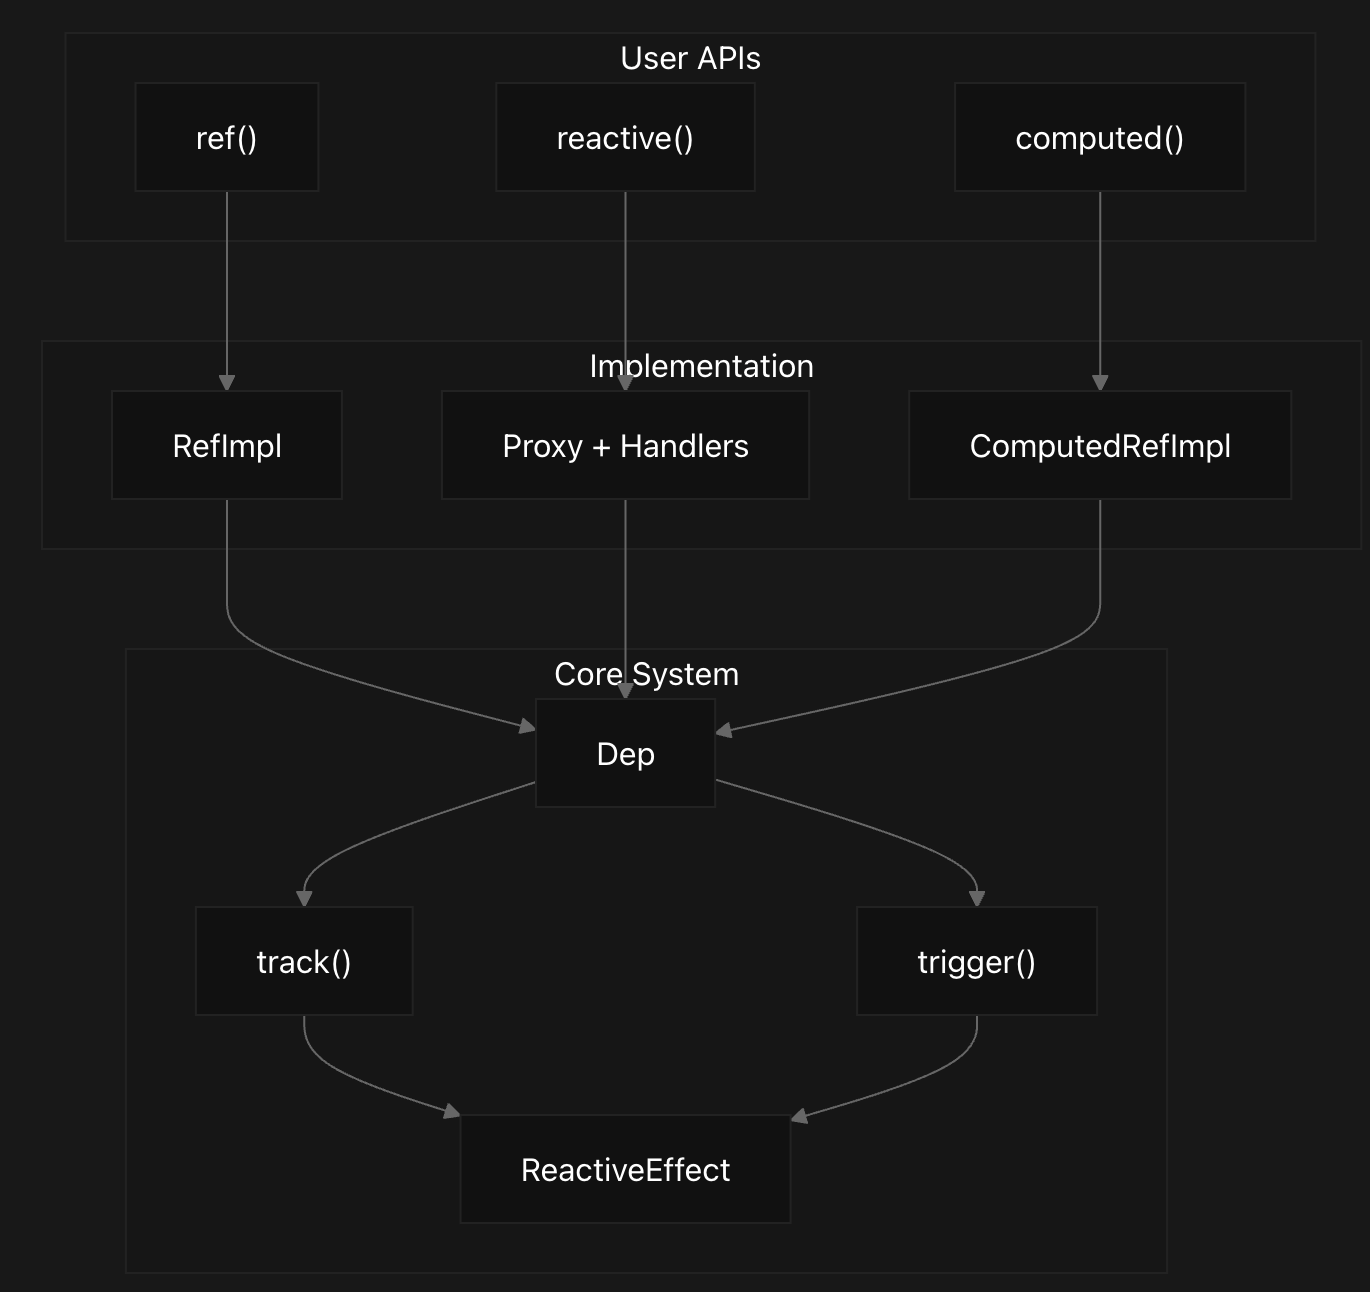 User APIs
ref()
reactive()
computed()
Implementation
RefImpl
Proxy + Handlers
ComputedRefImpl
Core System
Dep
track()
trigger()
ReactiveEffect